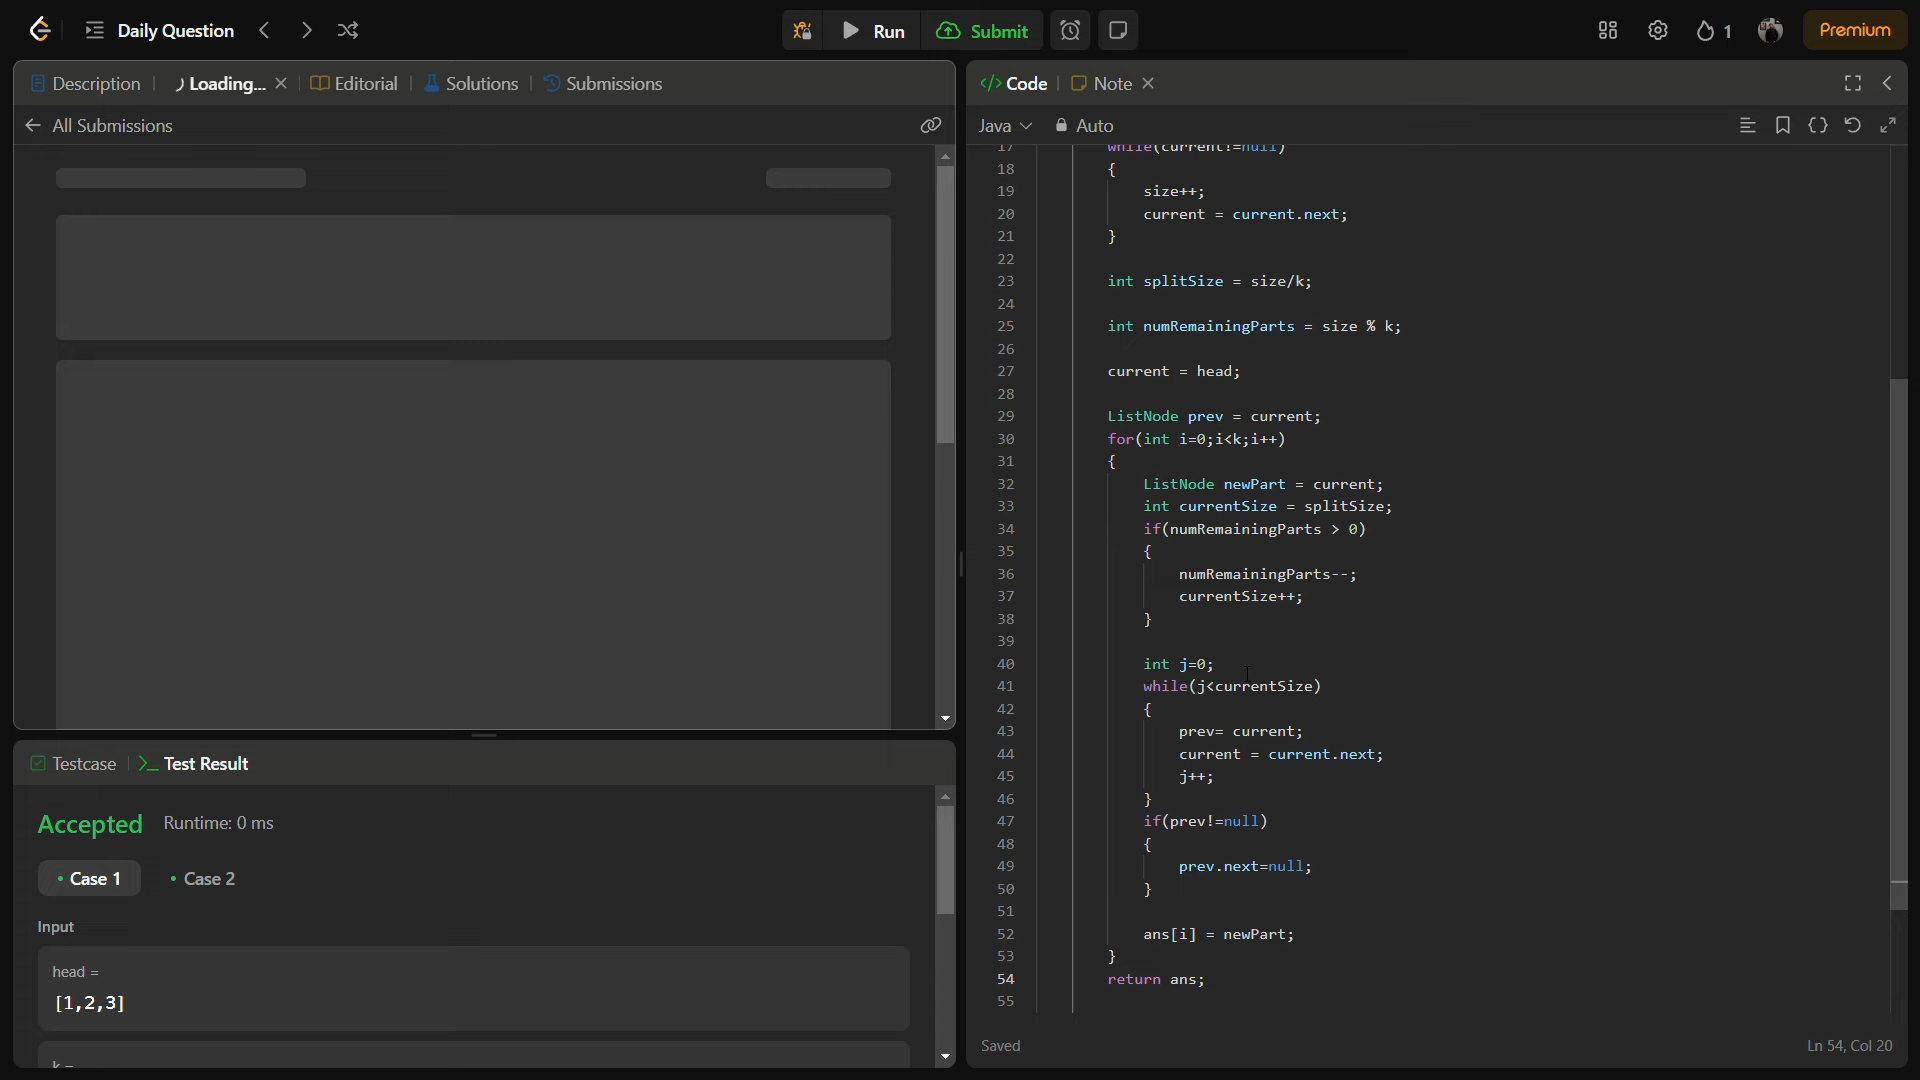 Daily Question
Run
Submit
1
Premium
Description
Loading...
Editorial
Solutions
Submissions
All Submissions
Testcase
Test Result
Accepted
Runtime: 0 ms
Case 1
Case 2
Input
head =
[1,2,3]
k =
</> Code
Note
Java
Auto
17 while(current!=null)
18 {
19 size++;
20 current = current.next;
21 }
22
23 int splitSize = size/k;
24
25 int numRemainingParts = size % k;
26
27 current = head;
28
29 ListNode prev = current;
30 for(int i=0;i<k;i++)
31 {
32 ListNode newPart = current;
33 int currentSize = splitSize;
34 if(numRemainingParts > 0)
35 {
36 numRemainingParts--;
37 currentSize++;
38 }
39
40 int j=0;
41 while(j<currentSize)
42 {
43 prev= current;
44 current = current.next;
45 j++;
46 }
47 if(prev!=null)
48 {
49 prev.next=null;
50 }
51
52 ans[i] = newPart;
53 }
54 return ans;
55
Saved
Ln 54, Col 20